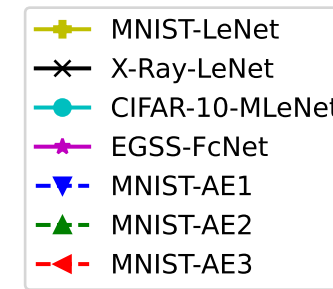 MNIST-LeNet
X-Ray-LeNet
CIFAR-10-MLeNet
EGSS-FcNet
MNIST-AE1
MNIST-AE2
MNIST-AE3